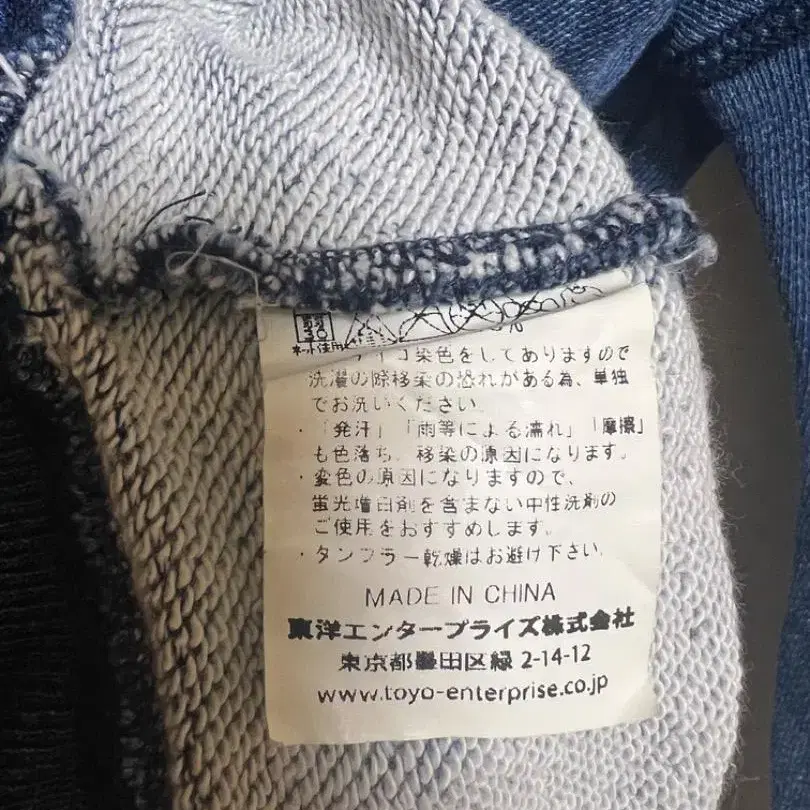 ネット使用
%
染色をしてありますので
洗濯の際移染の恐れがある為、単独
でお洗いください。
・「発汗」「雨等による濡れ」「摩擦」
も色落ち、移染の原因になります。
・変色の原因になりますので、
蛍光増白剤を含まない中性洗剤の
ご使用をおすすめします。
・タンブラー乾燥はお避け下さい。
MADE IN CHINA
東洋エンタープライズ株式会社
東京都墨田区緑 2-14-12
www.toyo-enterprise.co.jp